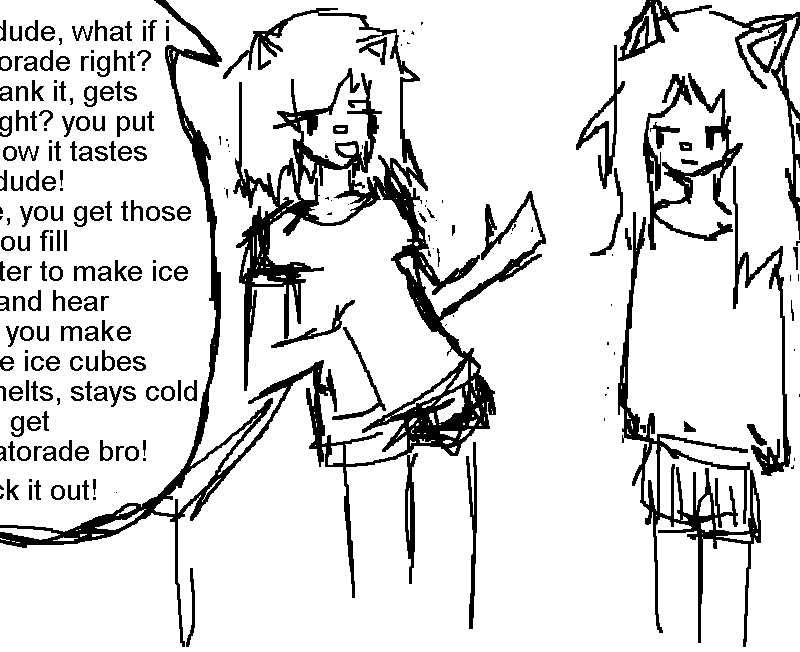 dude, what if i
orade right?
ank it, gets
ght? you put
ow it tastes
dude!
e, you get those
ou fill
ter to make ice
and hear
you make
e ice cubes
melts, stays cold
get
atorade bro!
ck it out!